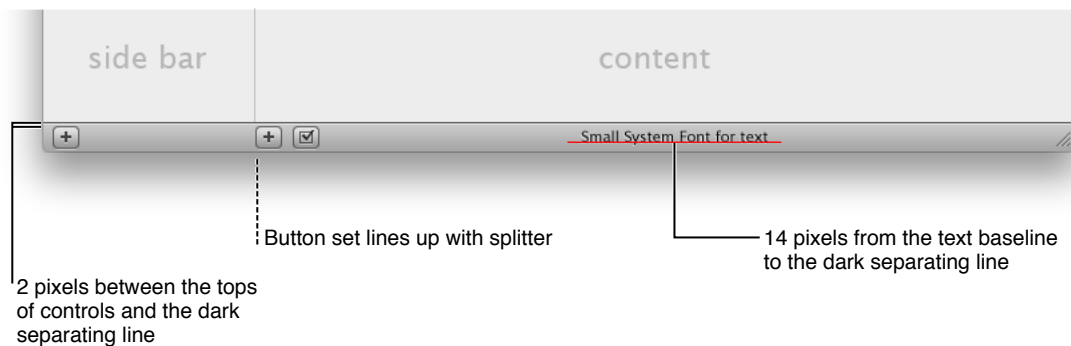 side bar
content
Small System Font for text
Button set lines up with splitter
14 pixels from the text baseline
to the dark separating line
2 pixels between the tops
of controls and the dark
separating line